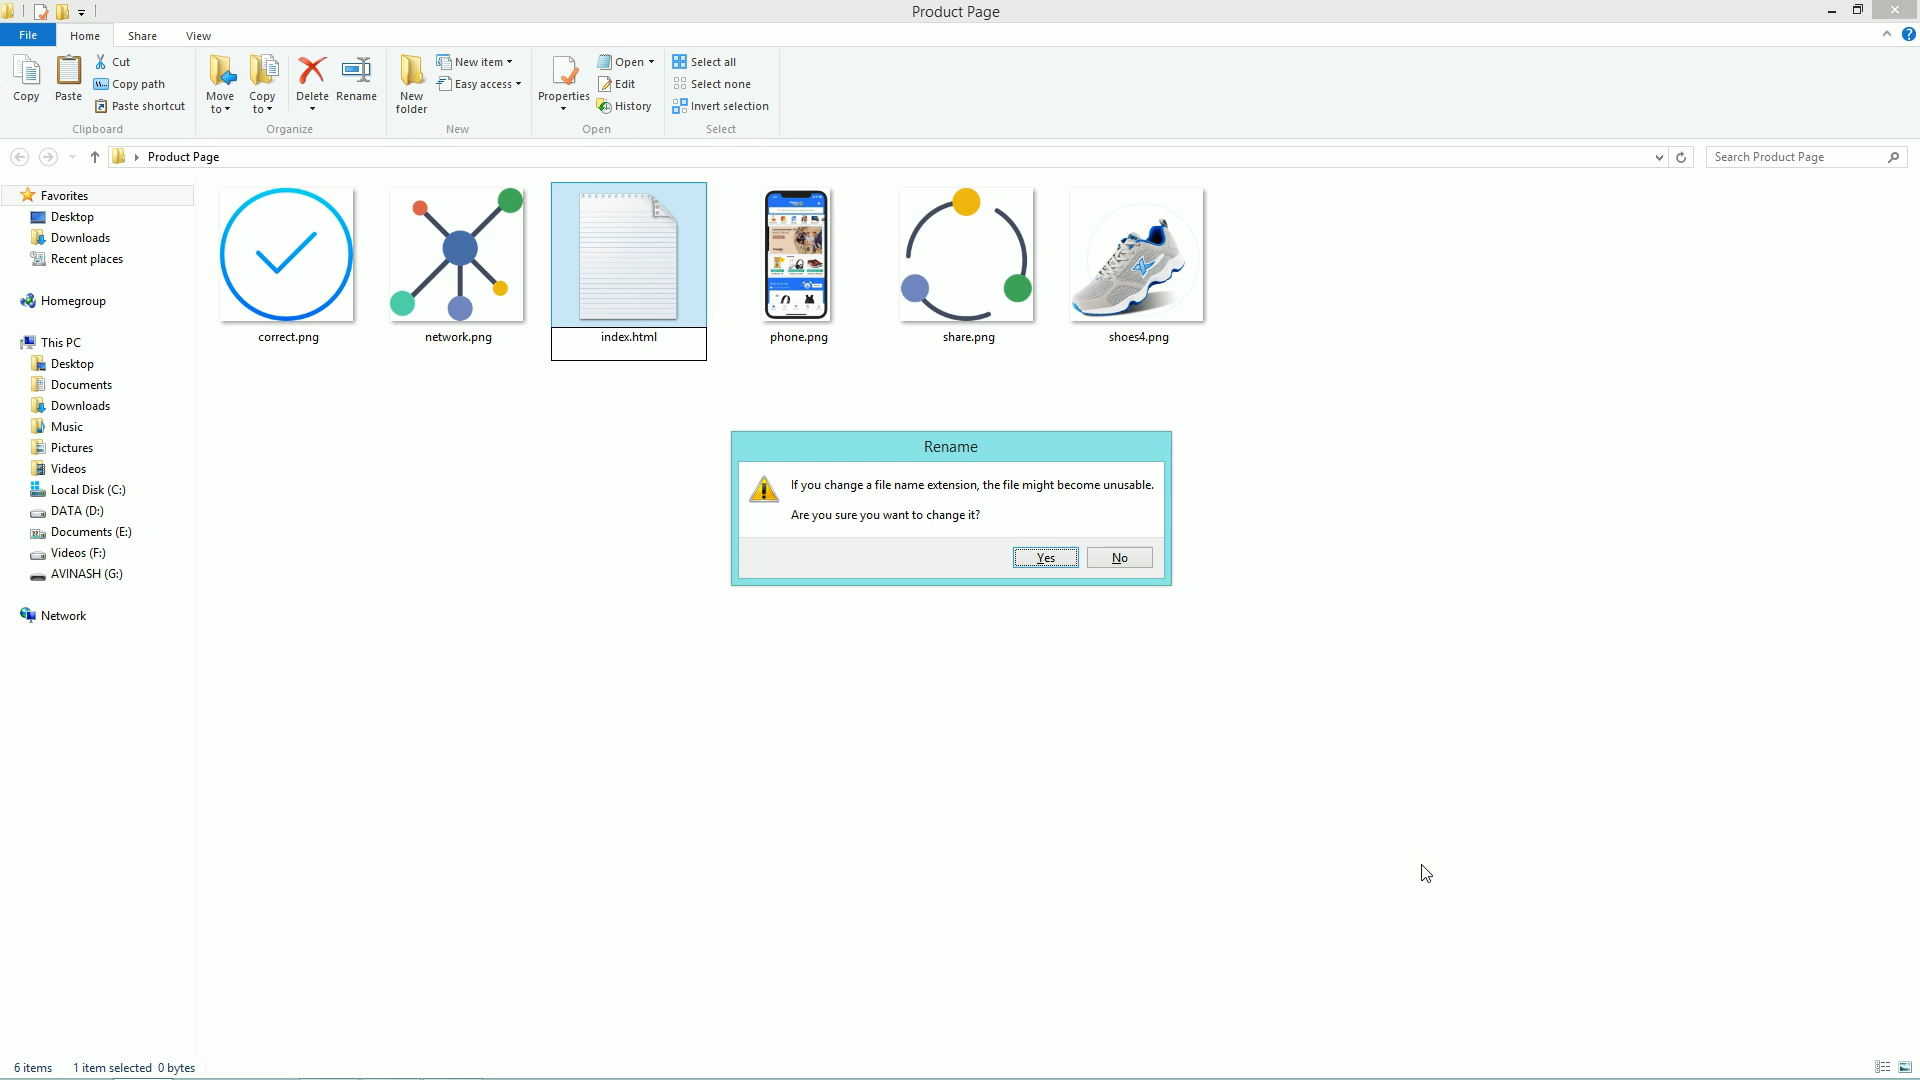 Product Page
File Home Share View
Copy
Paste
Cut
Copy path
Paste shortcut
Clipboard
Move to
Copy to
Delete
Rename
Organize
New folder
New item
Easy access
New
Properties
Open
Edit
History
Open
Select all
Select none
Invert selection
Select
Product Page
Search Product Page
Favorites
Desktop
Downloads
Recent places
Homegroup
This PC
Desktop
Documents
Downloads
Music
Pictures
Videos
Local Disk (C:)
DATA (D:)
Documents (E:)
Videos (F:)
AVINASH (G:)
Network
correct.png
network.png
index.html
phone.png
share.png
shoes4.png
Rename
If you change a file name extension, the file might become unusable.
Are you sure you want to change it?
Yes No
6 items 1 item selected 0 bytes